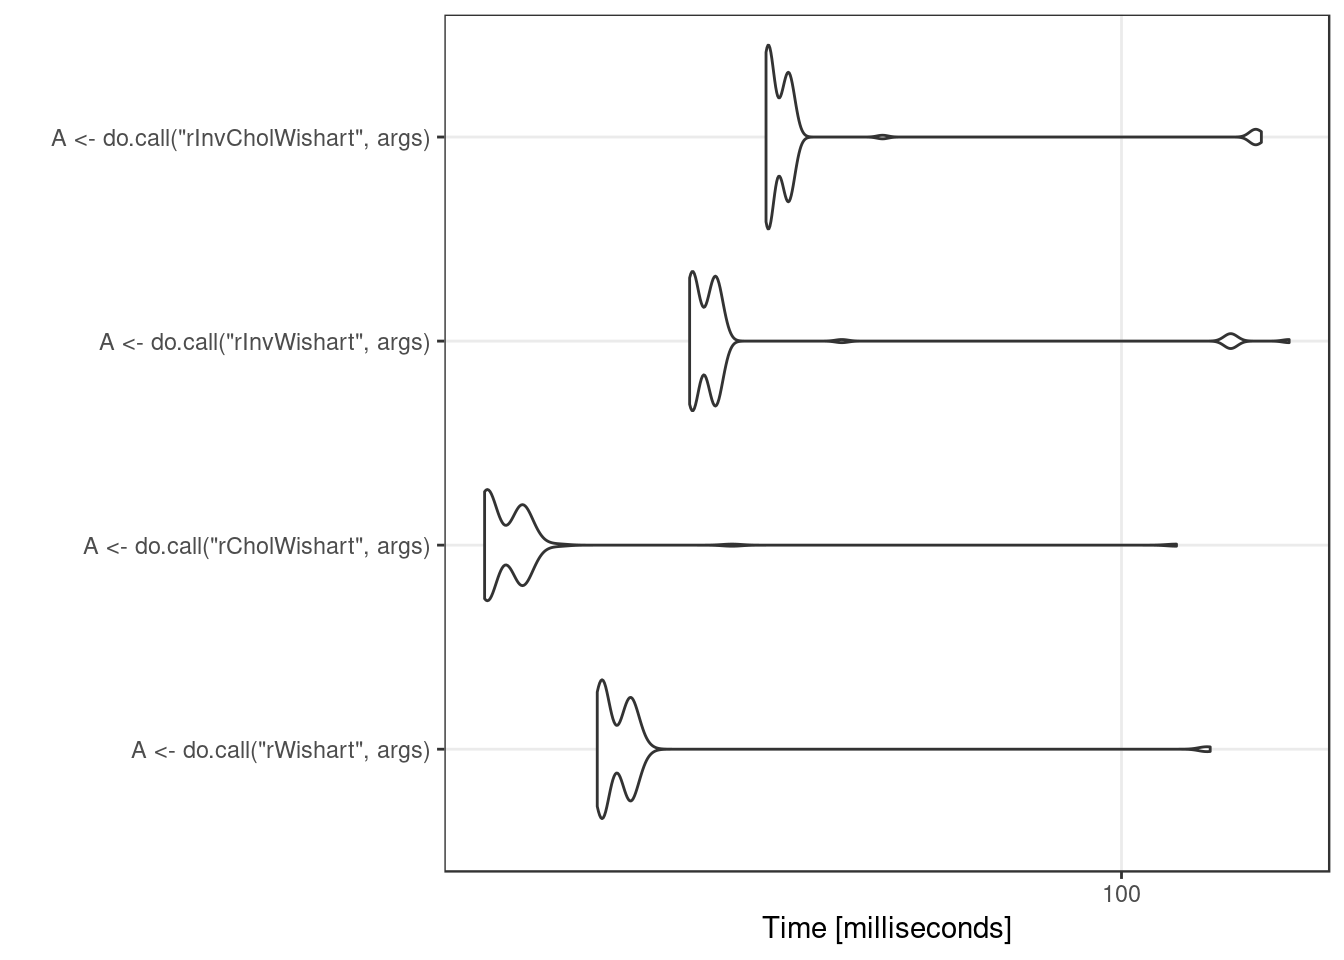 A <- do.call("rInvCholWishart", args)
A <- do.call("rInvWishart", args)
A <- do.call("rCholWishart", args)
A <- do.call("rWishart", args)
100
Time [milliseconds]